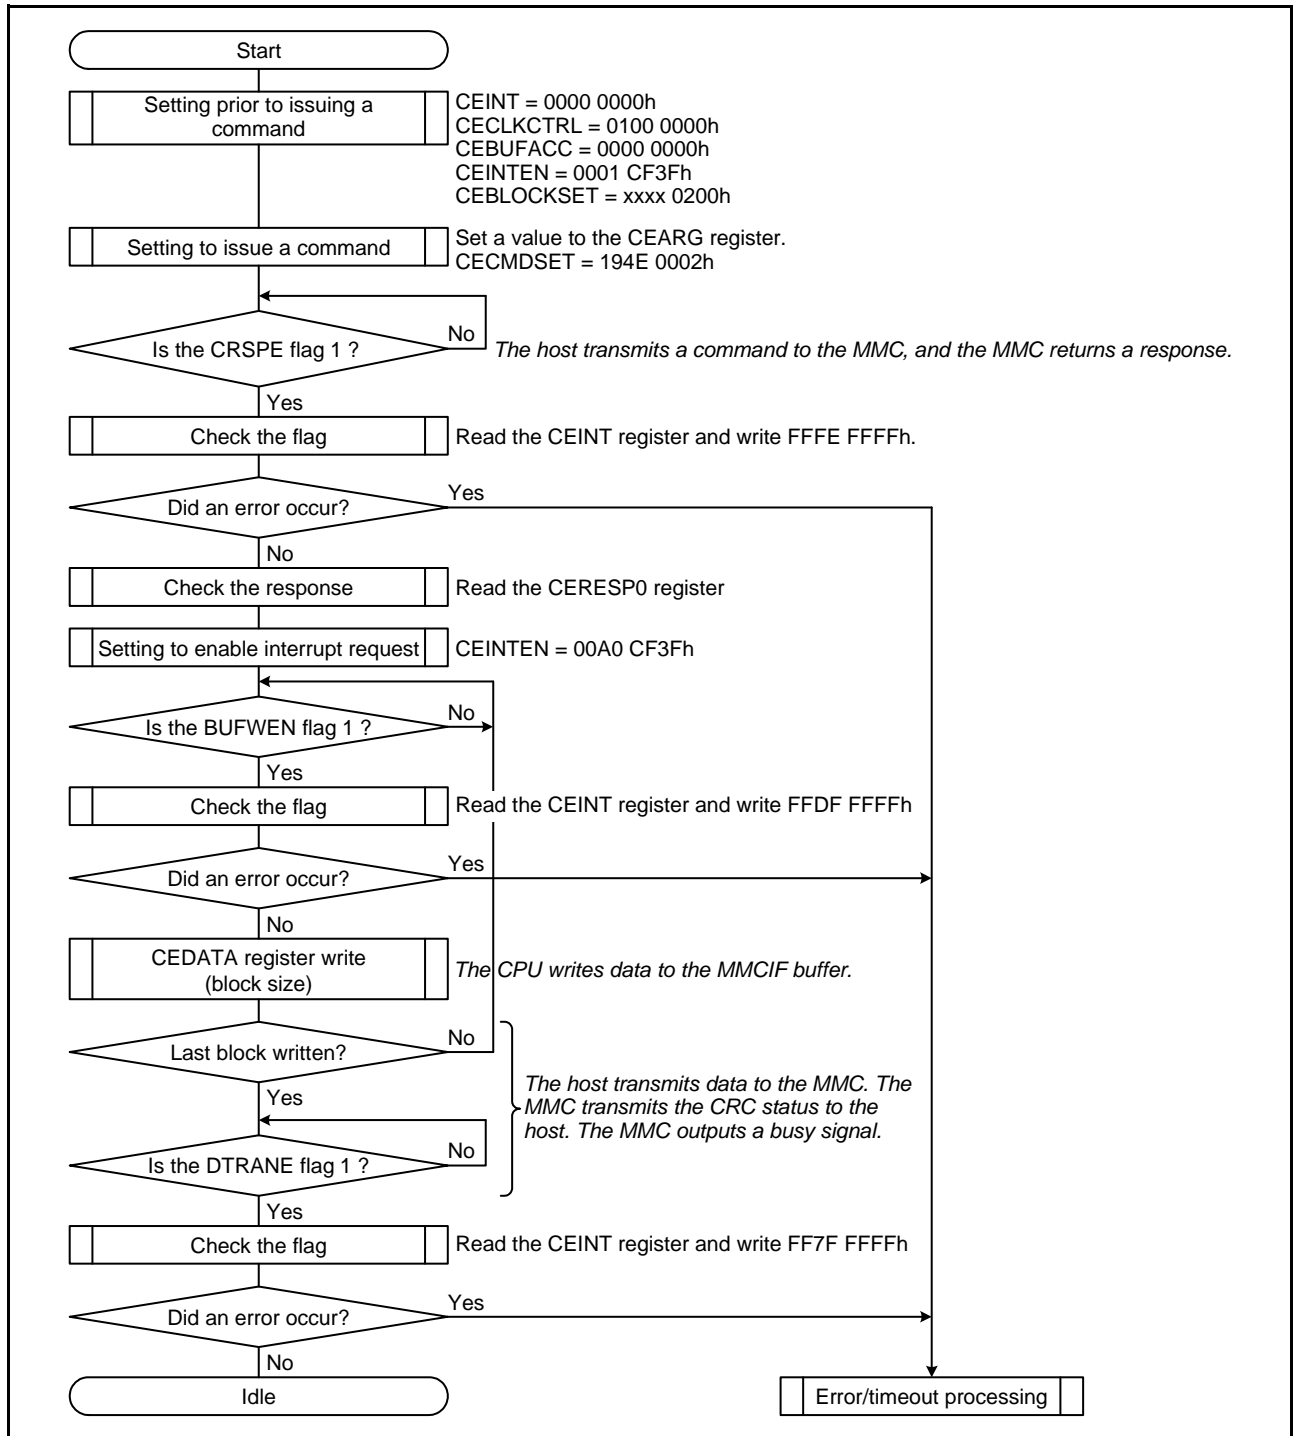 Start
Setting prior to issuing a
command
CEINT = 0000 0000h
CECLKCTRL = 0100 0000h
CEBUFACC = 0000 0000h
CEINTEN = 0001 CF3Fh
CEBLOCKSET = xxxx 0200h
Setting to issue a command
Set a value to the CEARG register.
CECMDSET = 194E 0002h
Is the CRSPE flag 1 ?
No
The host transmits a command to the MMC, and the MMC returns a response.
Yes
Check the flag
Read the CEINT register and write FFFE FFFFh.
Did an error occur?
Yes
No
Check the response
Read the CERESP0 register
Setting to enable interrupt request
CEINTEN = 00A0 CF3Fh
Is the BUFWEN flag 1 ?
No
Yes
Check the flag
Read the CEINT register and write FFDF FFFFh
Did an error occur?
Yes
No
CEDATA register write
(block size)
The CPU writes data to the MMCIF buffer.
Last block written?
No
Yes
The host transmits data to the MMC. The
MMC transmits the CRC status to the
host. The MMC outputs a busy signal.
Is the DTRANE flag 1 ?
No
Yes
Check the flag
Read the CEINT register and write FF7F FFFFh
Did an error occur?
Yes
No
Idle
Error/timeout processing